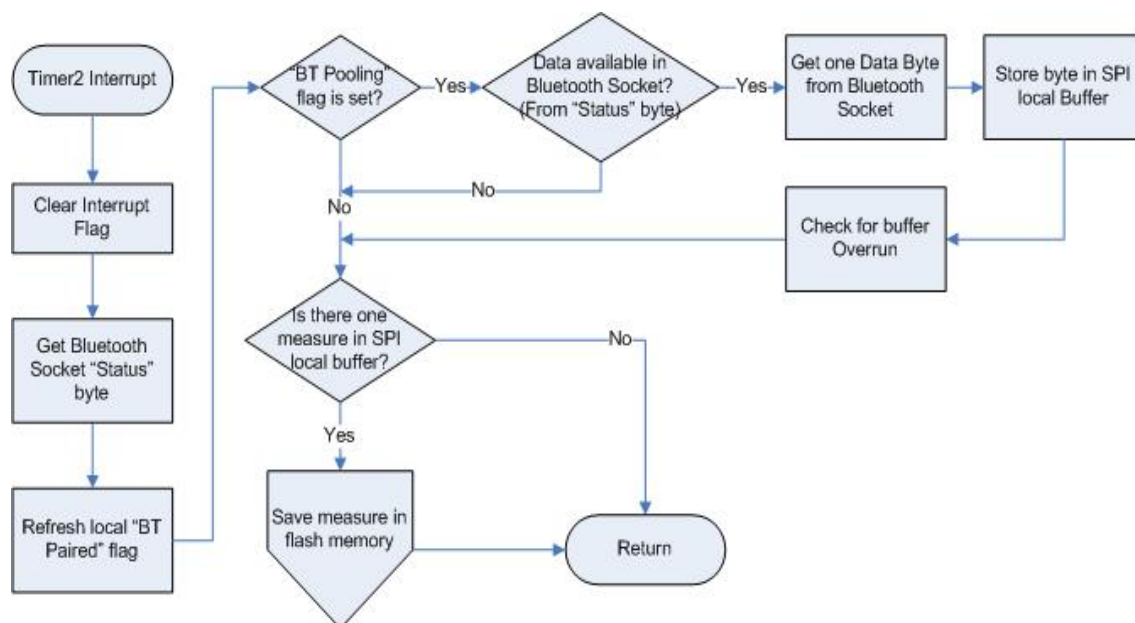 Timer2 Interrupt
Clear Interrupt
Flag
Get Bluetooth
Socket “Status”
byte
Refresh local “BT
Paired” flag
“BT Pooling”
flag is set?
Yes
Data available in
Bluetooth Socket?
(From “Status” byte)
Yes
Get one Data Byte
from Bluetooth
Socket
Store byte in SPI
local Buffer
No
No
Check for buffer
Overrun
Is there one
measure in SPI
local buffer?
No
Yes
Save measure in
flash memory
Return